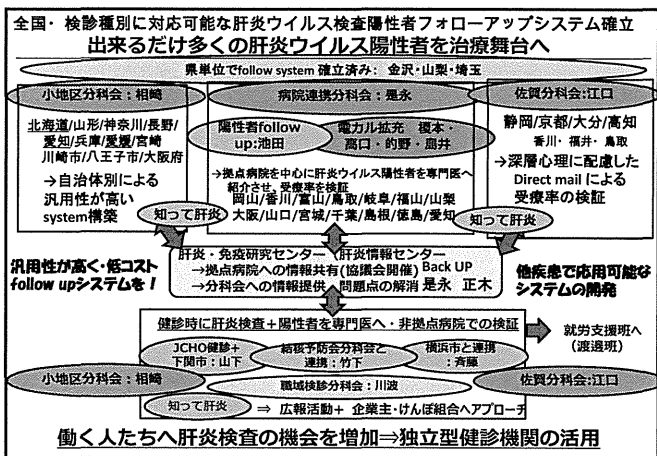 全国・検診種別に対応可能な肝炎ウイルス検査陽性者フォローアップシステム確立
出来るだけ多くの肝炎ウイルス陽性者を治療舞台へ
県単位でfollow system 確立済み: 金沢・山梨・埼玉
小地区分科会:相崎
北海道/山形/神奈川/長野/
愛知/兵庫/愛媛/宮崎
川崎市/八王子市/大阪府
→自治体別による
汎用性が高い
system構築
知って肝炎
病院連携分科会:是永
陽性者follow
up:池田
電力ル拡充 榎本・
高口・的野・島井
→拠点病院を中心に肝炎ウイルス陽性者を専門医へ
紹介させ、受療率を検証
岡山/香川/富山/鳥取/岐阜/福山/山梨
大阪/山口/宮城/千葉/島根/徳島/愛知
佐賀分科会:江口
静岡/京都/大分/高知
香川・福井・鳥取
→深層心理に配慮した
Direct mailによる
受療率の検証
知って肝炎
汎用性が高く・低コスト
follow upシステムを!
肝炎・免疫研究センター 肝炎情報センター
→拠点病院への情報共有(協議会開催) Back UP
→分科会への情報提供 問題点の解消 是永 正木
他疾患で応用可能な
システムの開発
健診時に肝炎検査+陽性者を専門医へ・非拠点病院での検証
JCHO健診+
下関市:山下
結核予防会分科会と
連携:竹下
横浜市と連携
:斉藤
就労支援班へ
(渡邊班)
小地区分科会:相崎
職域検診分科会:川波
佐賀分科会:江口
知って肝炎
⇒ 広報活動+ 企業主・けんぽ組合へアプローチ
働く人たちへ肝炎検査の機会を増加⇒独立型健診機関の活用